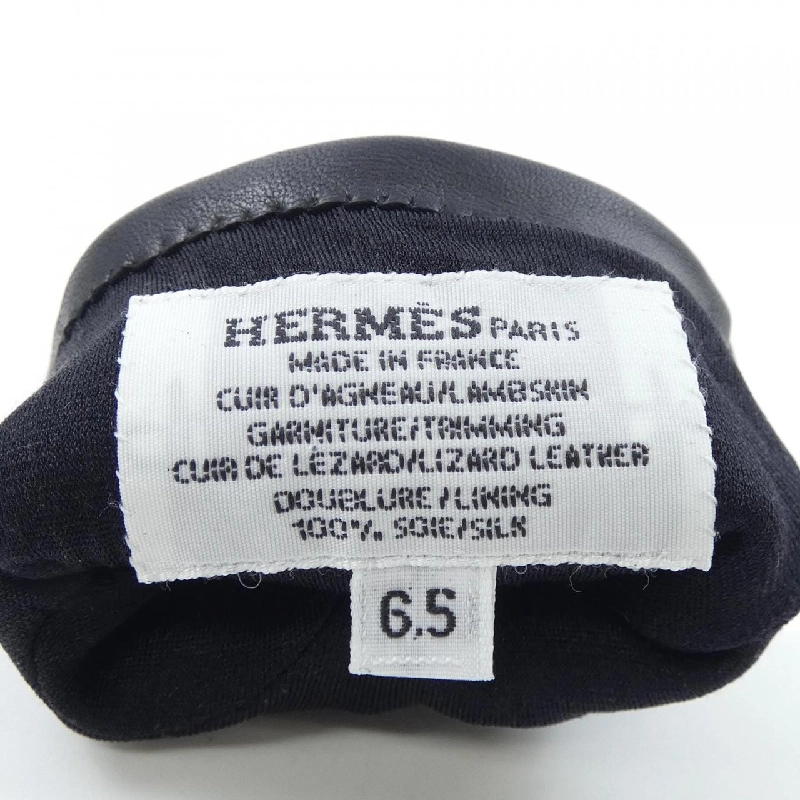 HERMÈS PARIS
MADE IN FRANCE
CUIR D'AGNEAU/LAMBSKIN
GARNITURE/TRIMMING
CUIR DE LÉZARD/LIZARD LEATHER
DOUBLURE/LINING
100% SOIE/SILK
6,5